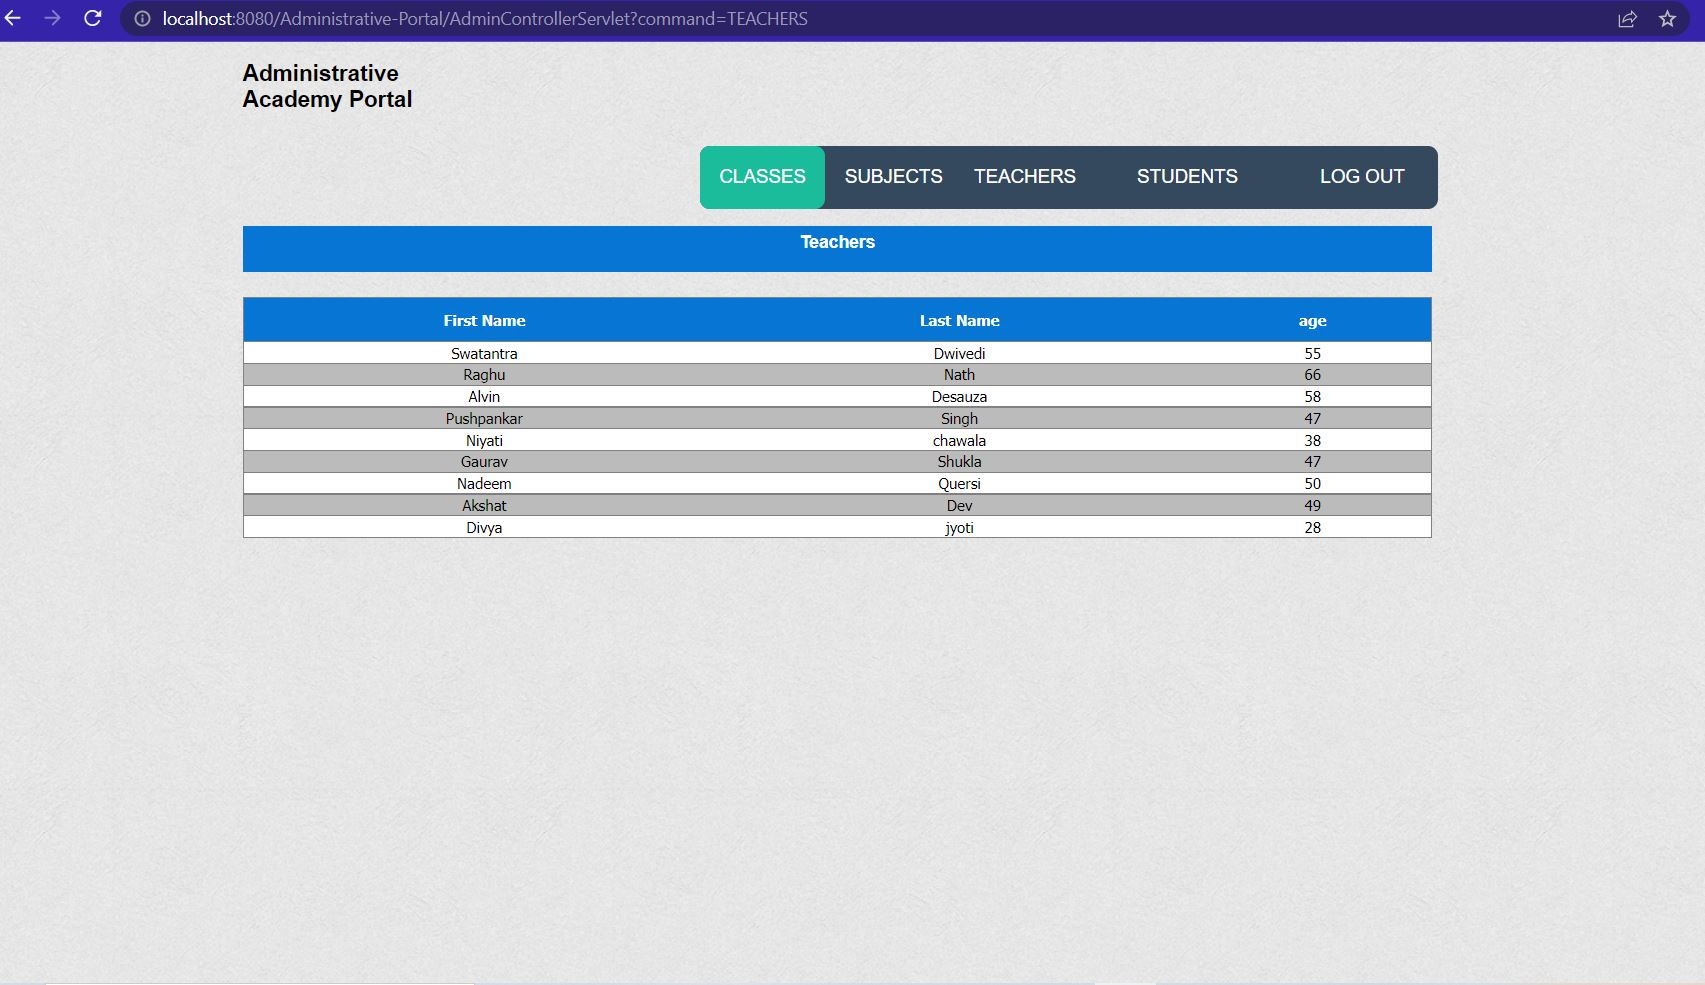 localhost:8080/Administrative-Portal/AdminControllerServlet?command=TEACHERS
Administrative
Academy Portal
CLASSES SUBJECTS TEACHERS STUDENTS LOG OUT
Teachers
First Name Last Name age
Swatantra Dwivedi 55
Raghu Nath 66
Alvin Desauza 58
Pushpankar Singh 47
Niyati chawala 38
Gaurav Shukla 47
Nadeem Quersi 50
Akshat Dev 49
Divya jyoti 28